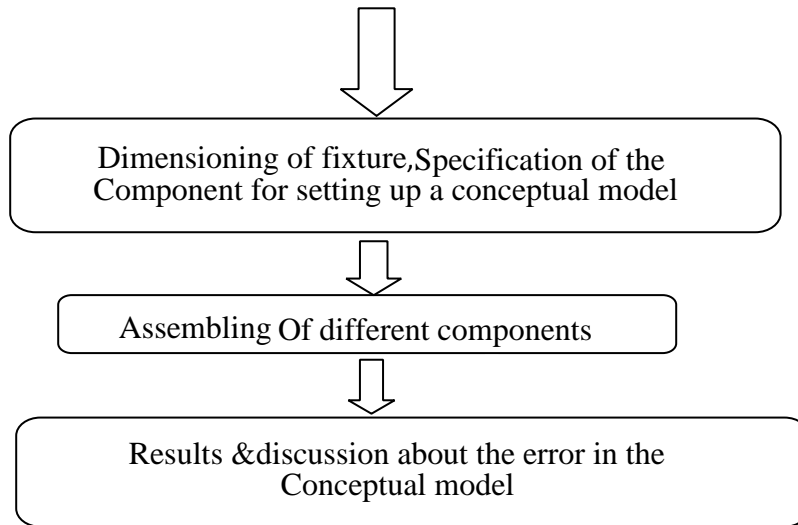 Dimensioning of fixture,Specification of the
Component for setting up a conceptual model
Assembling Of different components
Results &discussion about the error in the
Conceptual model